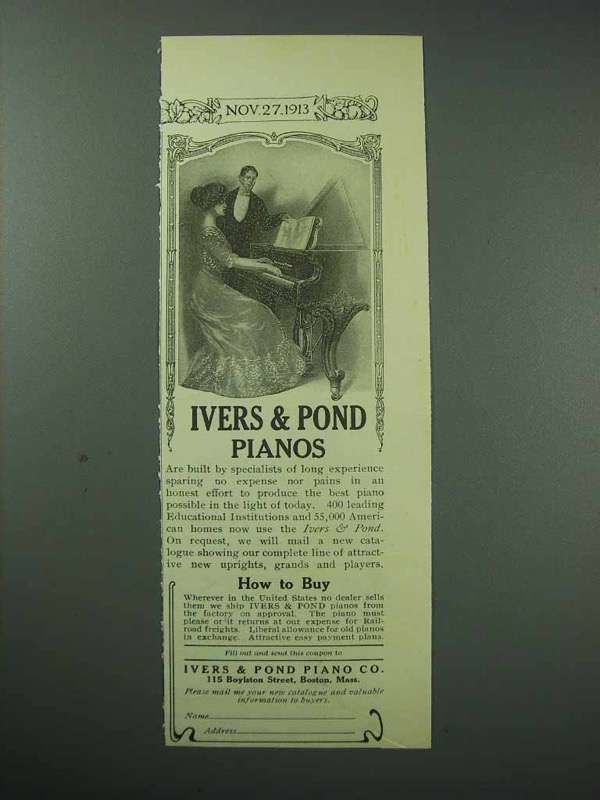 NOV. 27, 1913
IVERS & POND
PIANOS
Are built by specialists of long experience
sparing no expense nor pains in an
honest effort to produce the best piano
possible in the light of today. 400 leading
Educational Institutions and 55,000 Ameri-
can homes now use the Ivers & Pond.
On request, we will mail a new cata-
logue showing our complete line of attract-
ive new uprights, grands and players.
How to Buy
Wherever in the United States no dealer sells
them we ship IVERS & POND pianos from
the factory on approval. The piano must
please or it returns at our expense for Rail-
road freights. Liberal allowance for old pianos
in exchange. Attractive easy payment plans.
Fill out and send this coupon to
IVERS & POND PIANO CO.
115 Boylston Street, Boston, Mass.
Please mail me your new catalogue and valuable
information to buyers.
Name
Address